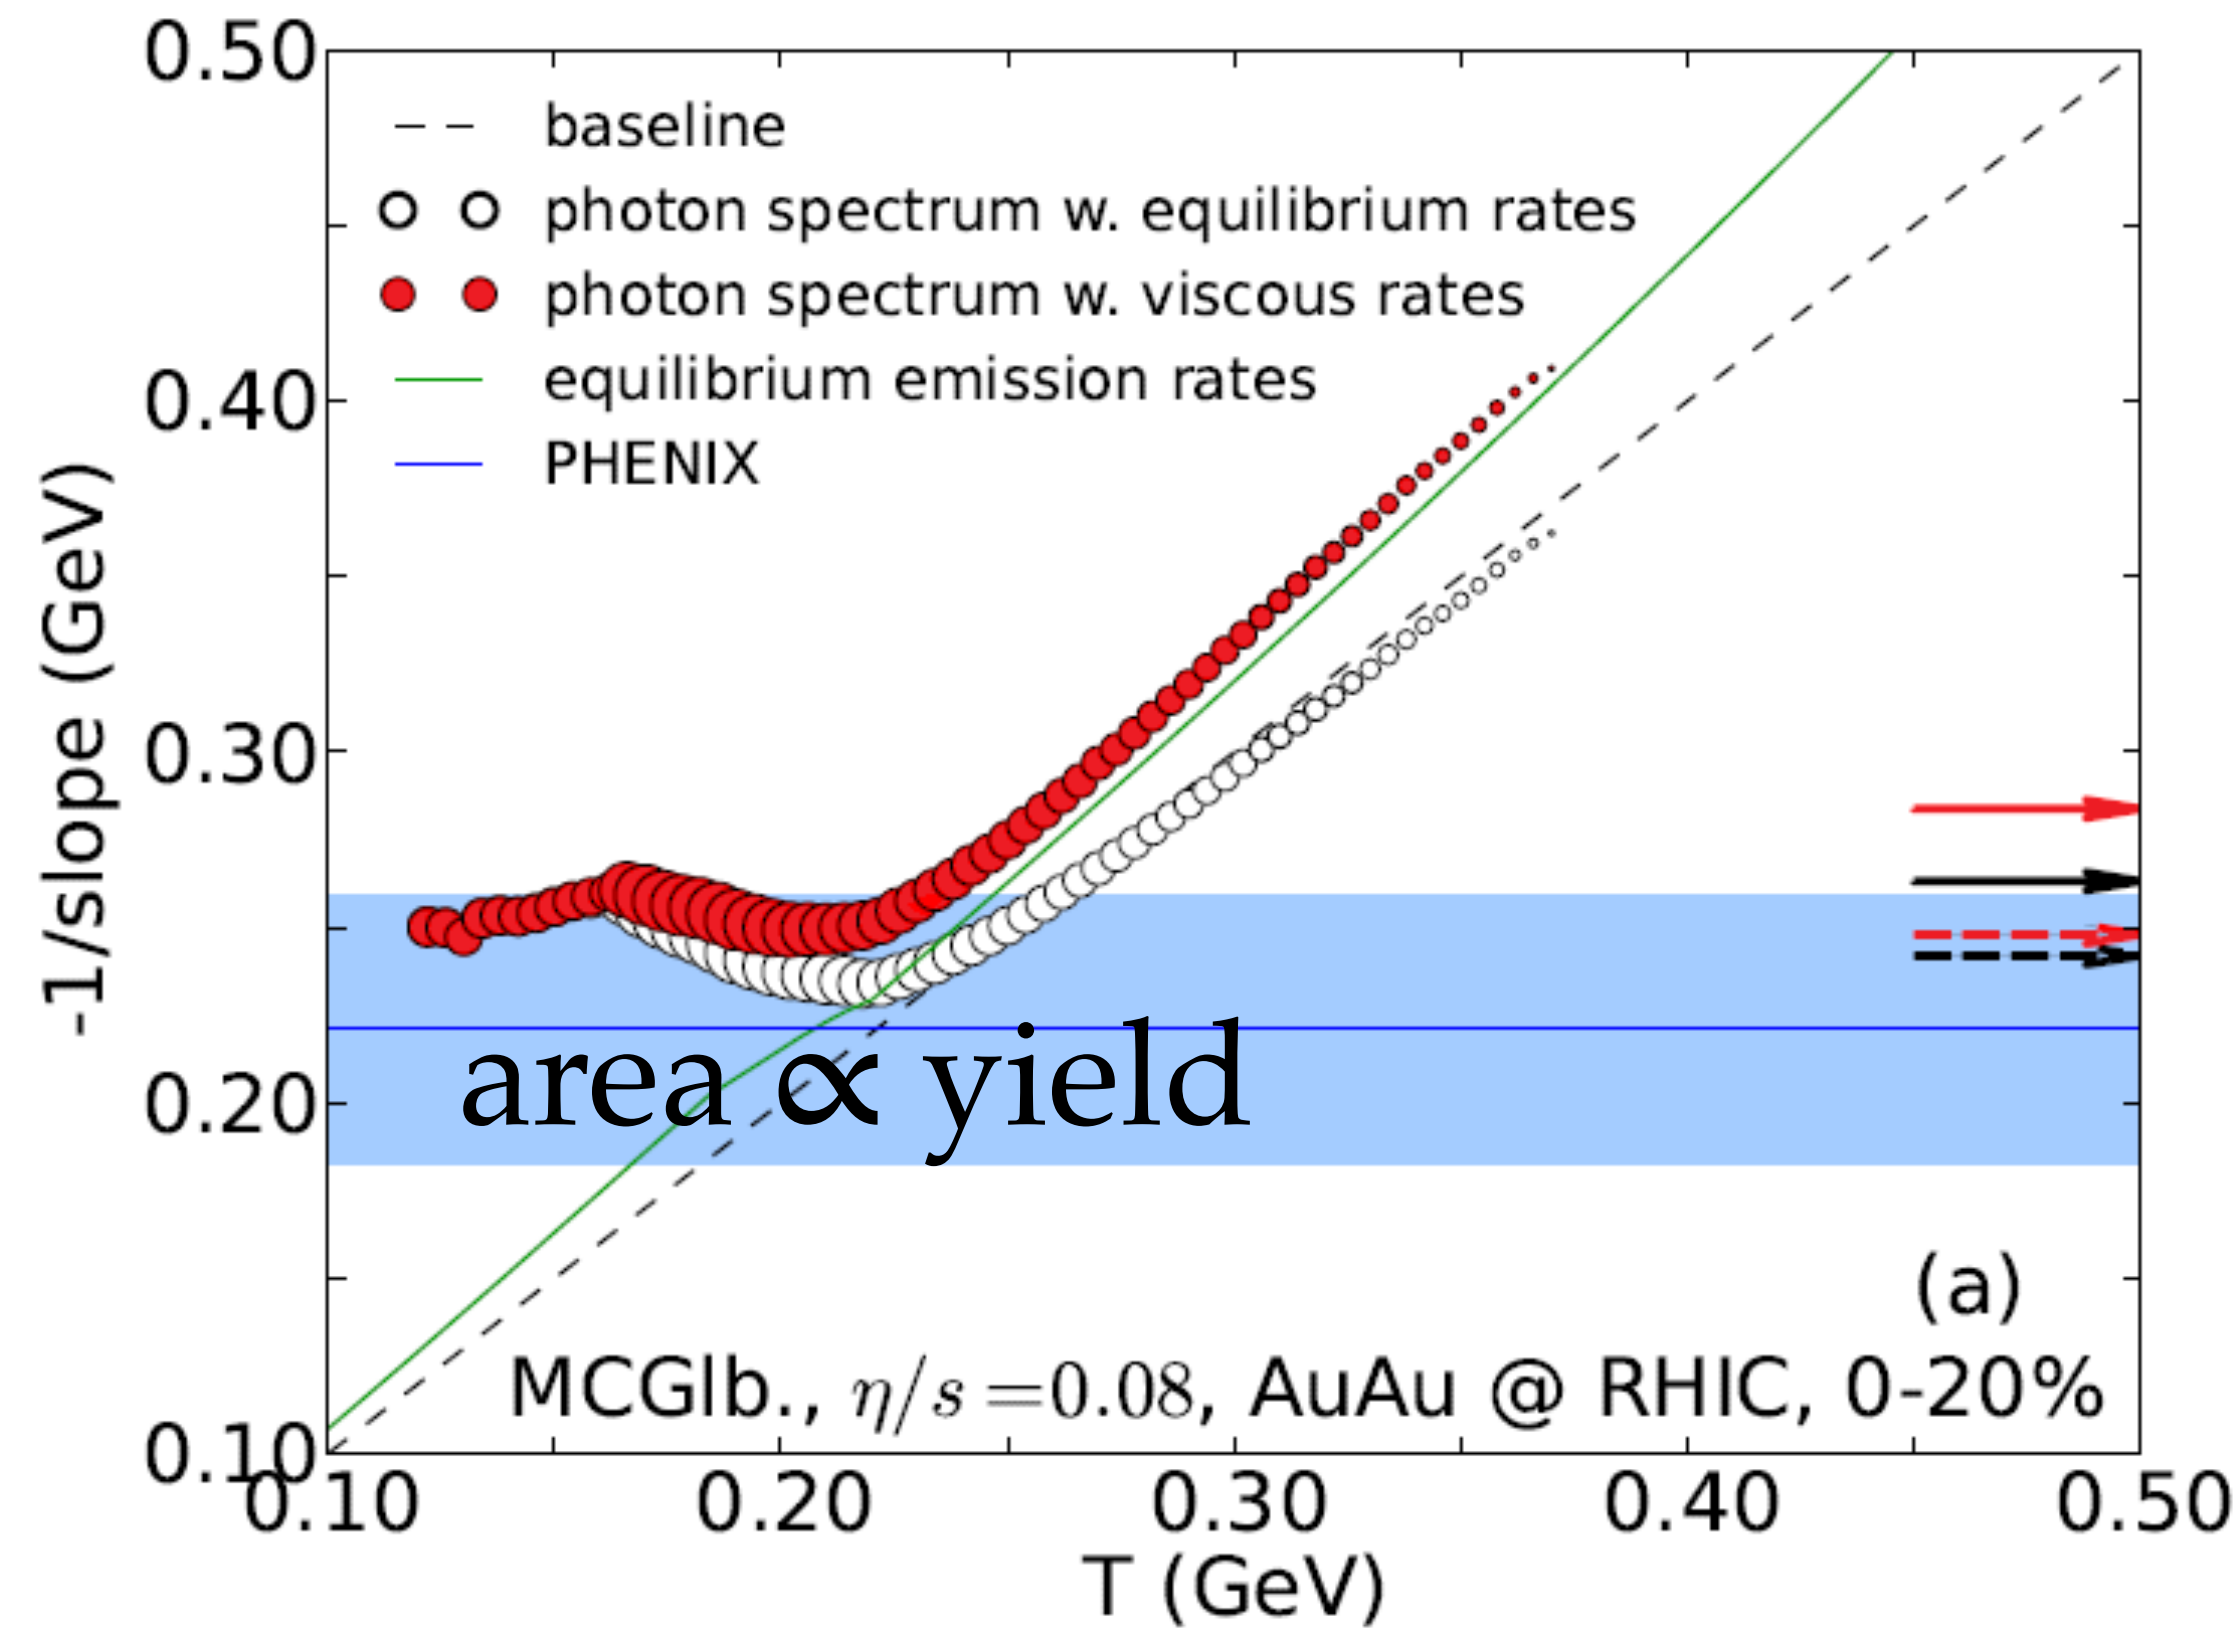 0.50
0.40
0.30
0.20
0.10
-1/slope (GeV)
baseline
photon spectrum w. equilibrium rates
photon spectrum w. viscous rates
equilibrium emission rates
PHENIX
area ∝ yield
(a)
MCGlb., η/s=0.08, AuAu @ RHIC, 0-20%
0.10 0.20 0.30 0.40 0.50
T (GeV)